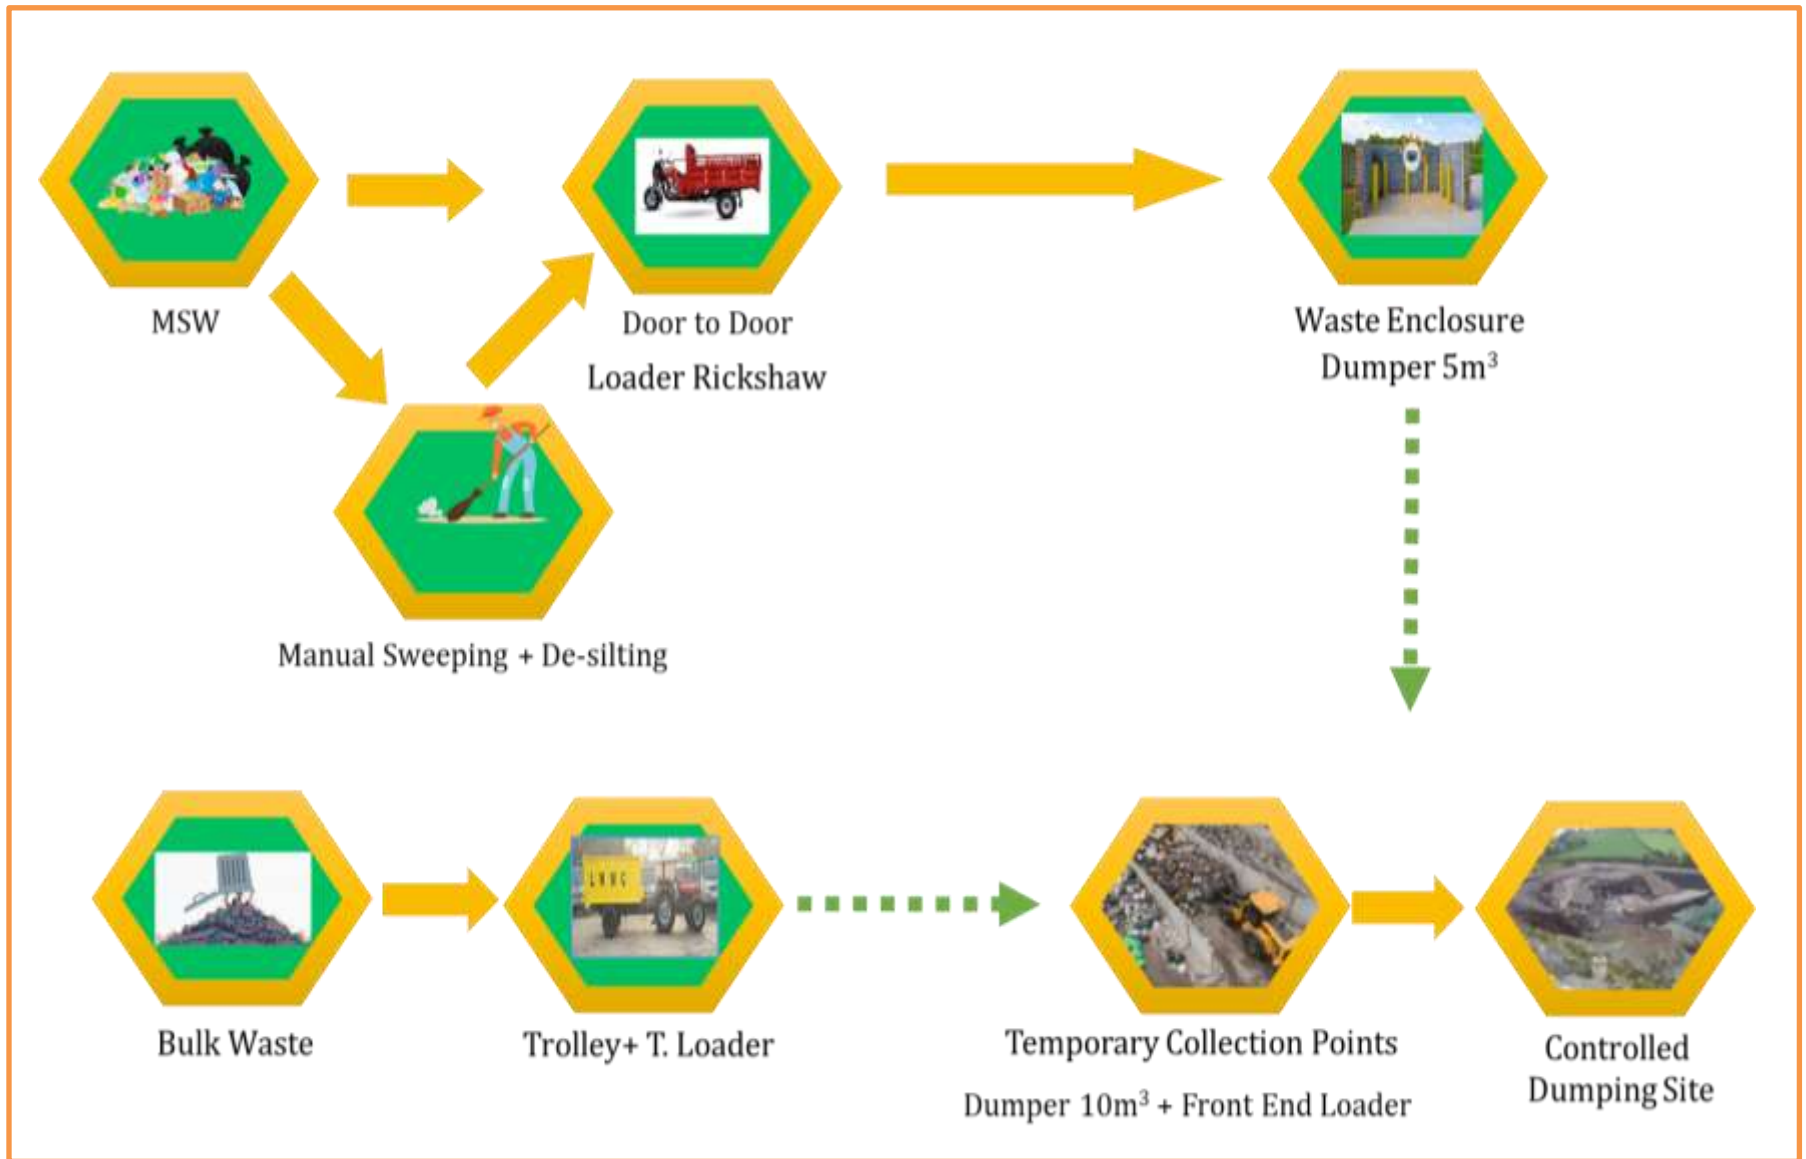 MSW
Door to Door
Loader Rickshaw
Waste Enclosure
Dumper 5m³
Manual Sweeping + De-silting
LWMC
Bulk Waste
Trolley+ T. Loader
Temporary Collection Points
Dumper 10m³ + Front End Loader
Controlled
Dumping Site